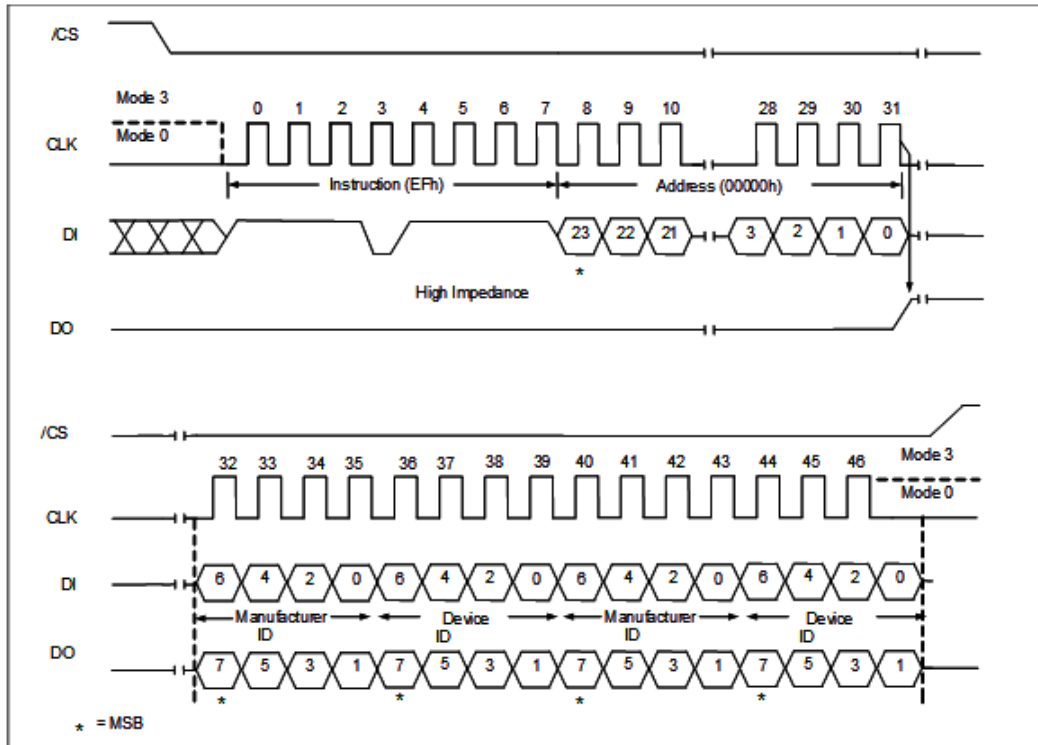 /CS
Mode 3
0 1 2 3 4 5 6 7 8 9 10 28 29 30 31
Mode 0
CLK
Instruction (EFh) Address (00000h)
DI 23 22 21 3 2 1 0
*
High Impedance
DO
/CS
32 33 34 35 36 37 38 39 40 41 42 43 44 45 46 Mode 3
Mode 0
CLK
DI 6 4 2 0 6 4 2 0 6 4 2 0 6 4 2 0
Manufacturer Device Manufacturer Device
ID ID ID ID
DO 7 5 3 1 7 5 3 1 7 5 3 1 7 5 3 1
* * * *
* = MSB